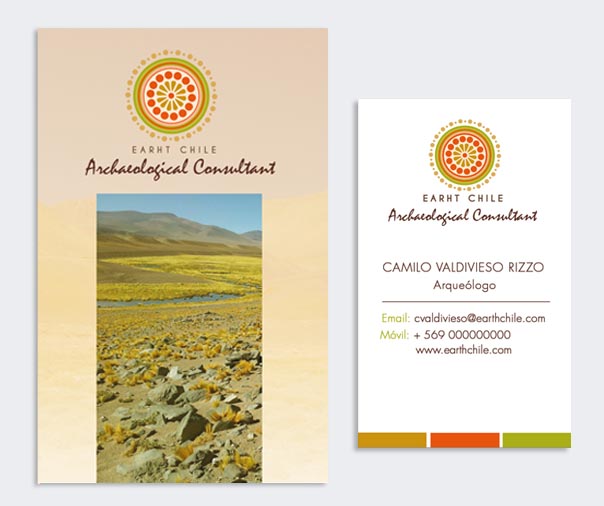 EARHT CHILE
Archaeological Consultant
EARHT CHILE
Archaeological Consultant
CAMILO VALDIVIESO RIZZO
Arqueólogo
Email: cvaldivieso@earthchile.com
Móvil: + 569 000000000
www.earthchile.com